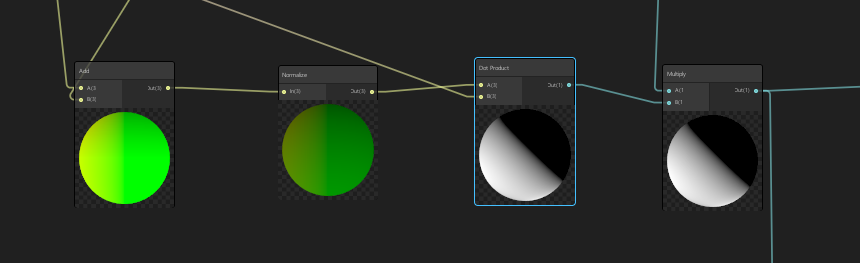 Add
A(3
B(3)
Out(3)
Normalize
In(3)
Out(3)
Dot Product
A(3)
B(3)
Out(1)
Multiply
A(1
B(1
Out(1)